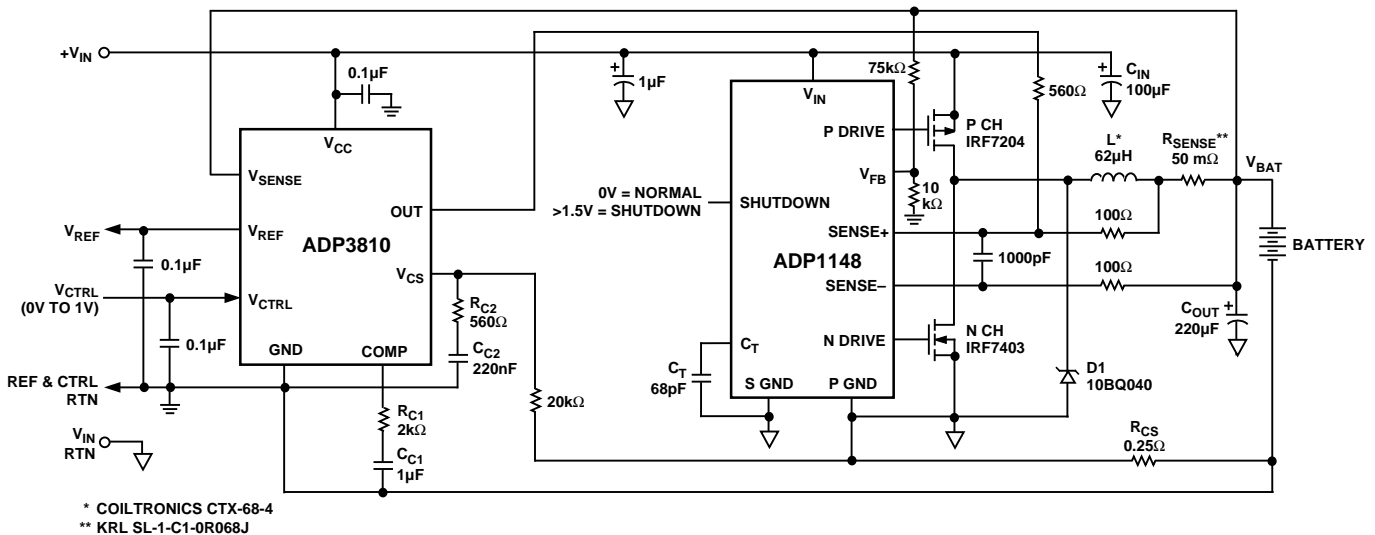 +VIN
0.1µF
1µF
75kΩ
560Ω
CIN
100µF
VCC
VIN
P DRIVE
P CH
IRF7204
L*
62µH
RSENSE**
50 mΩ
VBAT
VSENSE
VFB
10
kΩ
0V = NORMAL
>1.5V = SHUTDOWN
SHUTDOWN
OUT
VREF
VREF
ADP3810
SENSE+
100Ω
BATTERY
0.1µF
VCS
ADP1148
1000pF
100Ω
VCTRL
(0V TO 1V)
VCTRL
SENSE–
RC2
560Ω
COUT
220µF
0.1µF
GND
COMP
CC2
220nF
CT
N DRIVE
N CH
IRF7403
REF & CTRL
RTN
CT
68pF
S GND
P GND
D1
10BQ040
20kΩ
RC1
2kΩ
VIN
RTN
RCS
0.25Ω
CC1
1µF
* COILTRONICS CTX-68-4
** KRL SL-1-C1-0R068J